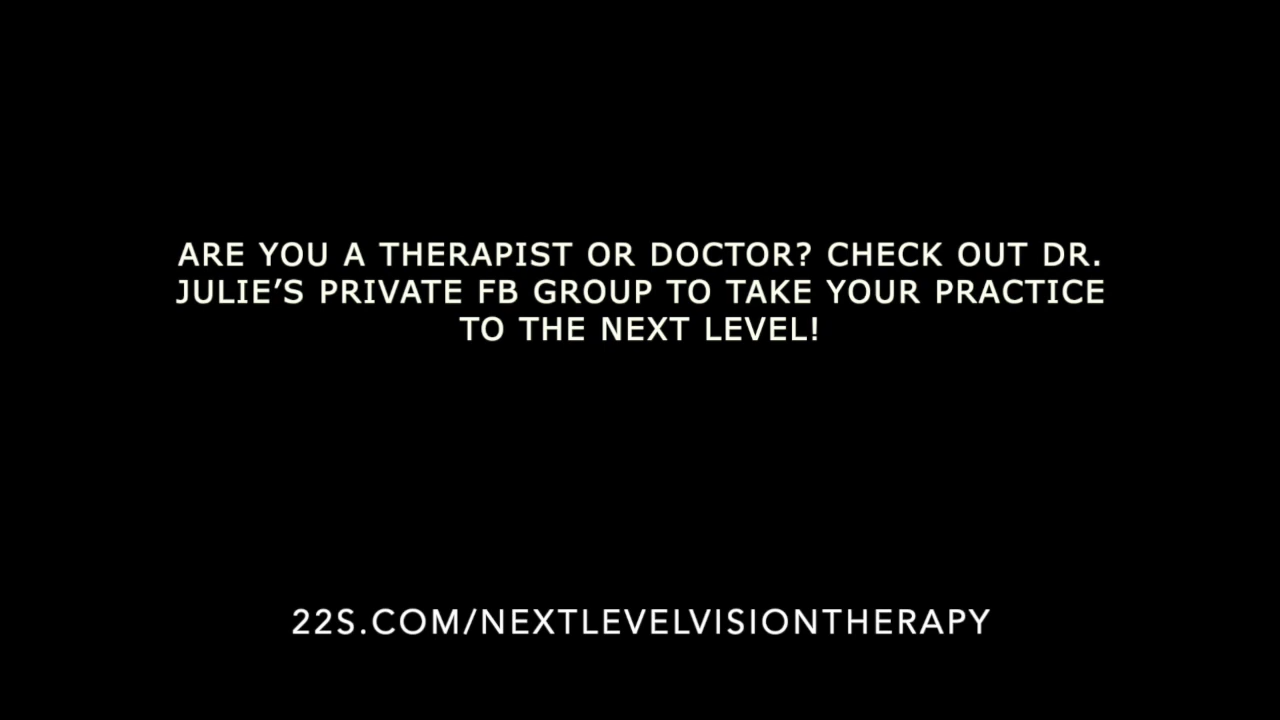 ARE YOU A THERAPIST OR DOCTOR? CHECK OUT DR.
JULIE’S PRIVATE FB GROUP TO TAKE YOUR PRACTICE
TO THE NEXT LEVEL!
22S.COM/NEXTLEVELVISIONTHERAPY